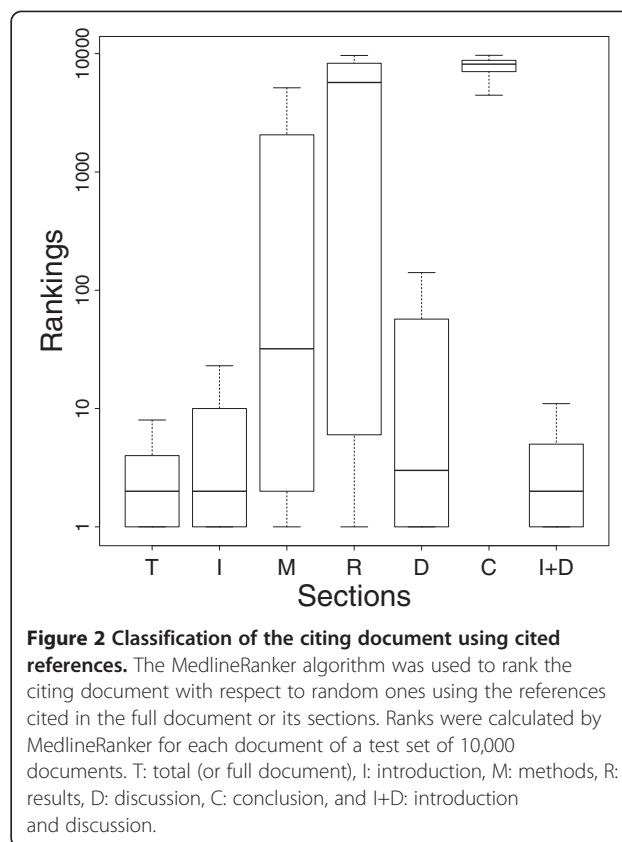 10000
1000
100
10
1
Rankings
T I M R D C I+D
Sections
Figure 2 Classification of the citing document using cited
references. The MedlineRanker algorithm was used to rank the
citing document with respect to random ones using the references
cited in the full document or its sections. Ranks were calculated by
MedlineRanker for each document of a test set of 10,000
documents. T: total (or full document), I: introduction, M: methods, R:
results, D: discussion, C: conclusion, and I+D: introduction
and discussion.